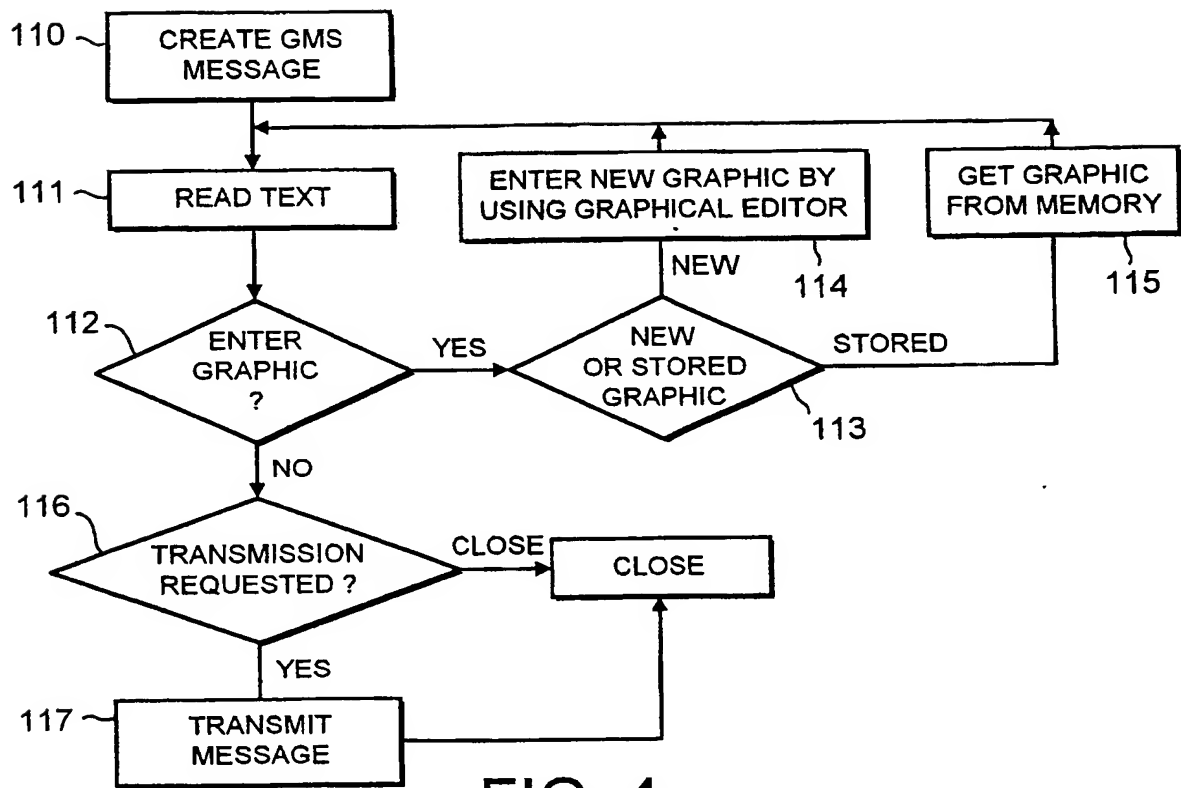 110
CREATE GMS
MESSAGE
111
READ TEXT
ENTER NEW GRAPHIC BY
USING GRAPHICAL EDITOR
114
GET GRAPHIC
FROM MEMORY
115
NEW
112
ENTER
GRAPHIC
?
YES
NEW
OR STORED
GRAPHIC
113
STORED
NO
116
TRANSMISSION
REQUESTED ?
CLOSE
CLOSE
YES
117
TRANSMIT
MESSAGE